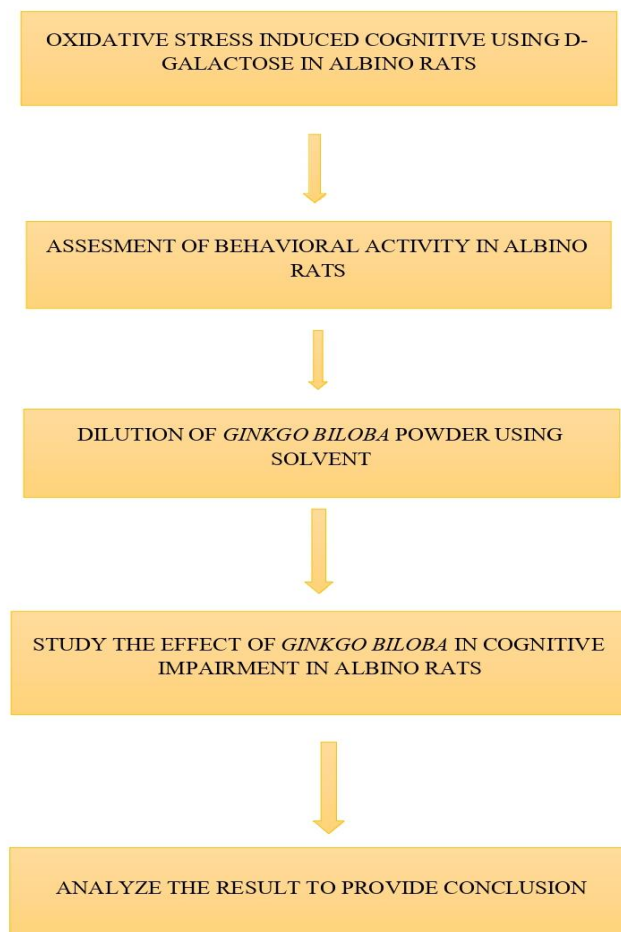 OXIDATIVE STRESS INDUCED COGNITIVE USING D-
GALACTOSE IN ALBINO RATS
ASSESMENT OF BEHAVIORAL ACTIVITY IN ALBINO
RATS
DILUTION OF GINKGO BILOBA POWDER USING
SOLVENT
STUDY THE EFFECT OF GINKGO BILOBA IN COGNITIVE
IMPAIRMENT IN ALBINO RATS
ANALYZE THE RESULT TO PROVIDE CONCLUSION